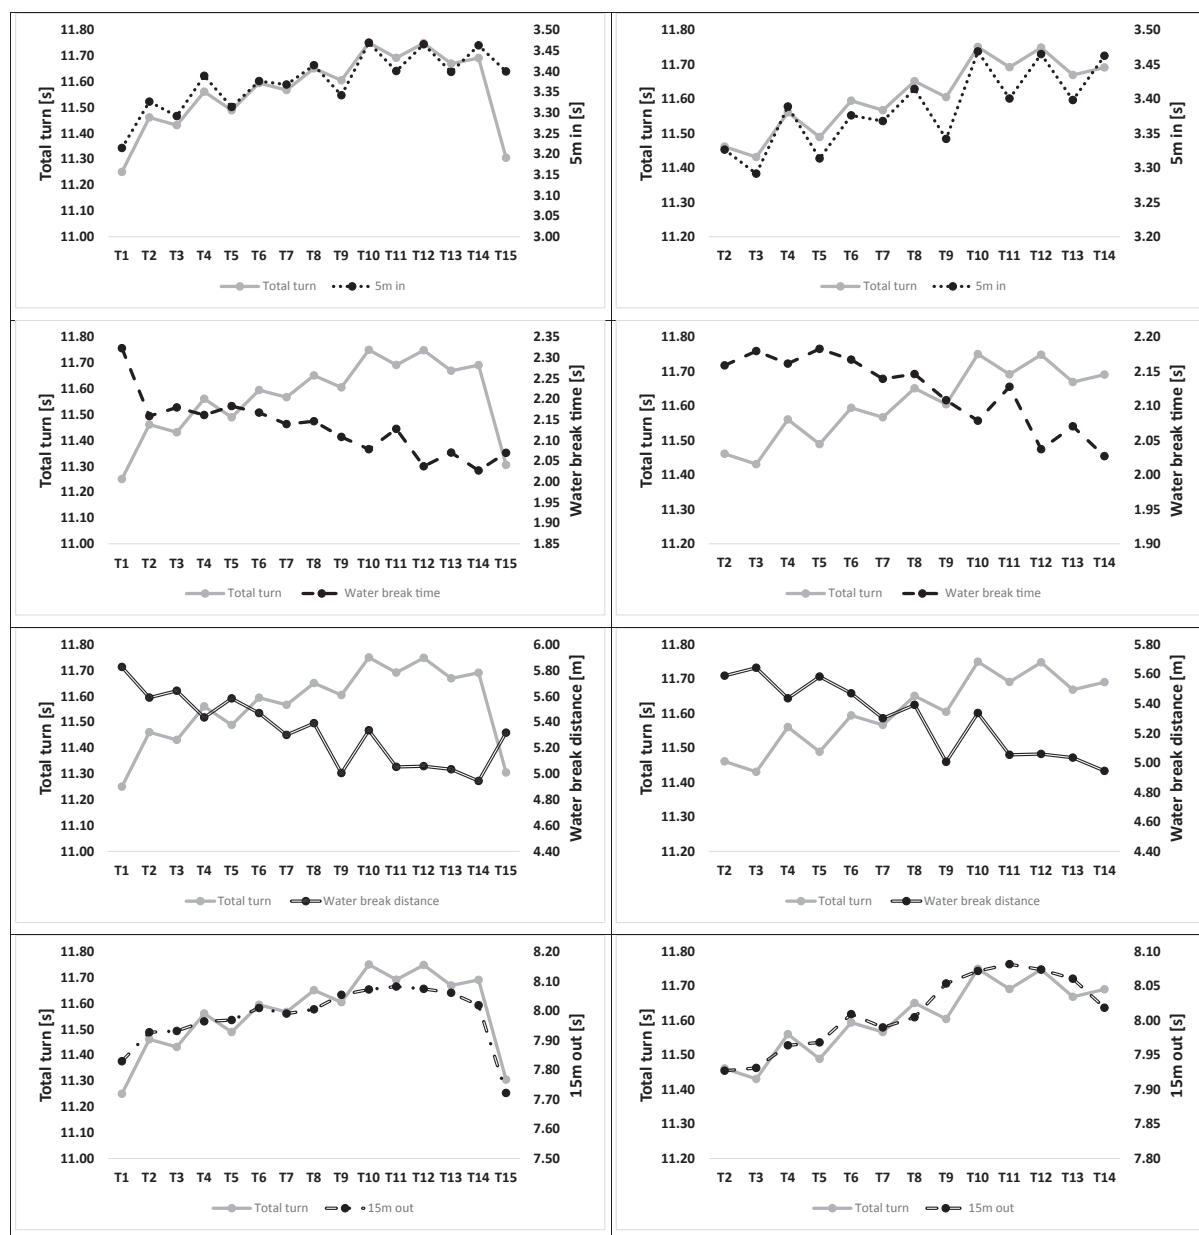 11.80 3.50
11.70 3.45
11.60 3.40
11.50 3.35
11.40 3.30
11.30 3.25
11.20 3.20
11.10 3.15
11.00 3.10
3.05
3.00
Total turn [s]
5m in [s]
T1 T2 T3 T4 T5 T6 T7 T8 T9 T10 T11 T12 T13 T14 T15
Total turn 5m in
11.80 3.50
11.70 3.45
11.60 3.40
11.50 3.35
11.40 3.30
11.30 3.25
11.20 3.20
Total turn [s]
5m in [s]
T2 T3 T4 T5 T6 T7 T8 T9 T10 T11 T12 T13 T14
Total turn 5m in
11.80 2.35
11.70 2.30
11.60 2.25
11.50 2.20
11.40 2.15
11.30 2.10
11.20 2.05
11.10 2.00
11.00 1.95
1.90
1.85
Total turn [s]
Water break time [s]
T1 T2 T3 T4 T5 T6 T7 T8 T9 T10 T11 T12 T13 T14 T15
Total turn Water break time
11.80 2.20
11.70 2.15
11.60 2.10
11.50 2.05
11.40 2.00
11.30 1.95
11.20 1.90
Total turn [s]
Water break time [s]
T2 T3 T4 T5 T6 T7 T8 T9 T10 T11 T12 T13 T14
Total turn Water break time
11.80 6.00
11.70 5.80
11.60 5.60
11.50 5.40
11.40 5.20
11.30 5.00
11.20 4.80
11.10 4.60
11.00 4.40
Total turn [s]
Water break distance [m]
T1 T2 T3 T4 T5 T6 T7 T8 T9 T10 T11 T12 T13 T14 T15
Total turn Water break distance
11.80 5.80
11.70 5.60
11.60 5.40
11.50 5.20
11.40 5.00
11.30 4.80
11.20 4.60
4.40
Total turn [s]
Water break distance [m]
T2 T3 T4 T5 T6 T7 T8 T9 T10 T11 T12 T13 T14
Total turn Water break distance
11.80 8.20
11.70 8.10
11.60 8.00
11.50 7.90
11.40 7.80
11.30 7.70
11.20 7.60
11.10 7.50
11.00
Total turn [s]
15m out [s]
T1 T2 T3 T4 T5 T6 T7 T8 T9 T10 T11 T12 T13 T14 T15
Total turn 15m out
11.80 8.10
11.70 8.05
11.60 8.00
11.50 7.95
11.40 7.90
11.30 7.85
11.20 7.80
Total turn [s]
15m out [s]
T2 T3 T4 T5 T6 T7 T8 T9 T10 T11 T12 T13 T14
Total turn 15m out